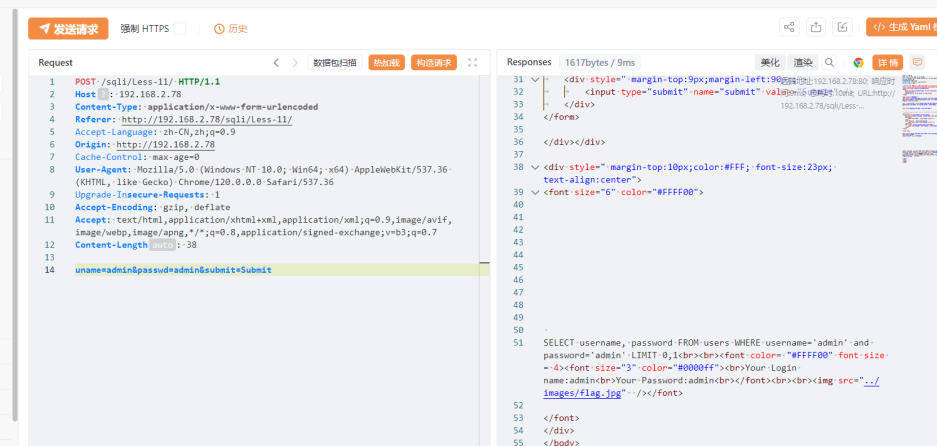 发送请求 强制 HTTPS 历史 </> 生成 Yaml
Request 数据包扫描 热加载 构造请求
1 POST /sqli/Less-11/ HTTP/1.1
2 Host ? : 192.168.2.78
3 Content-Type: application/x-www-form-urlencoded
4 Referer: http://192.168.2.78/sqli/Less-11/
5 Accept-Language: zh-CN,zh;q=0.9
6 Origin: http://192.168.2.78
7 Cache-Control: max-age=0
8 User-Agent: Mozilla/5.0 (Windows NT 10.0; Win64; x64) AppleWebKit/537.36
(KHTML, like Gecko) Chrome/120.0.0.0 Safari/537.36
9 Upgrade-Insecure-Requests: 1
10 Accept-Encoding: gzip, deflate
11 Accept: text/html,application/xhtml+xml,application/xml;q=0.9,image/avif,
image/webp,image/apng,*/*;q=0.8,application/signed-exchange;v=b3;q=0.7
12 Content-Length auto : 38
13
14 uname=admin&passwd=admin&submit=Submit
Responses 1617bytes / 9ms 美化 渲染 详情
31 <div style=" margin-top:9px;margin-left:90
32 <input type="submit" name="submit" value=
192.168.2.78:80; 响应时
URL:http://
192.168.2.78/sqli/Less-...
33 </div>
34 </form>
35
36 </div></div>
37
38 <div style=" margin-top:10px;color:#FFF; font-size:23px;
text-align:center">
39 <font size="6" color="#FFFF00">
40
41
42
43
44
45
46
47
48
49
50
51 SELECT username, password FROM users WHERE username='admin' and
password='admin' LIMIT 0,1<br><br><font color= "#FFFF00" font size
= 4><font size="3" color="#0000ff"><br>Your Login
name:admin<br>Your Password:admin<br></font><br><br><img src="../
images/flag.jpg" /></font>
52
53 </font>
54 </div>
55 </body>